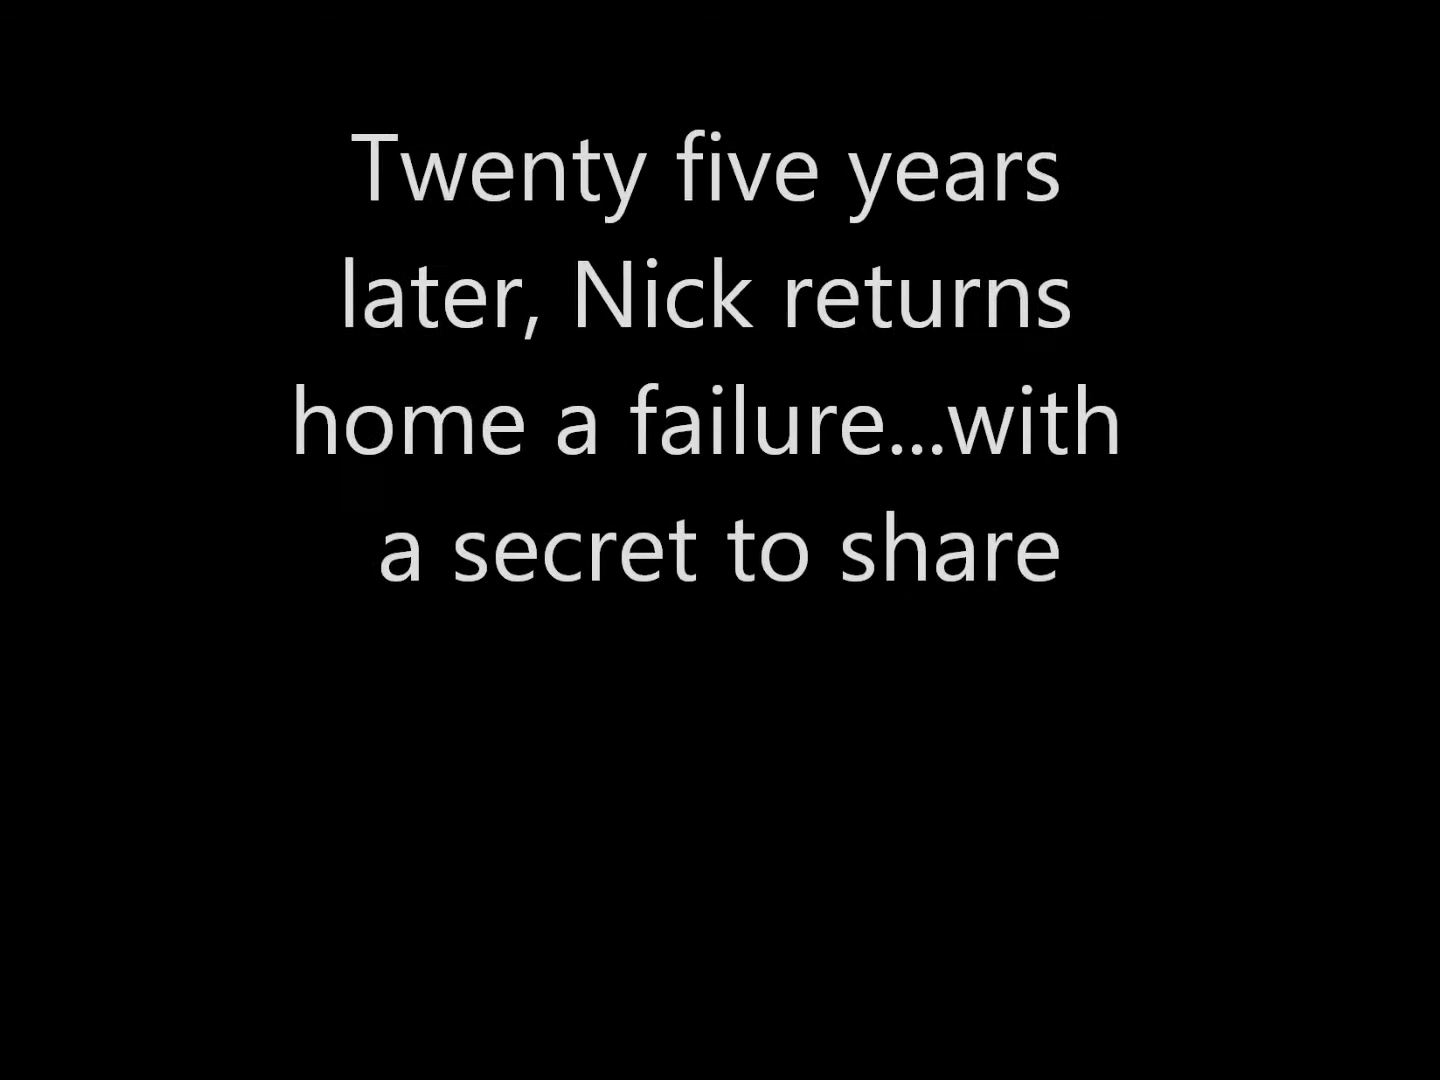 Twenty five years
later, Nick returns
home a failure...with
a secret to share